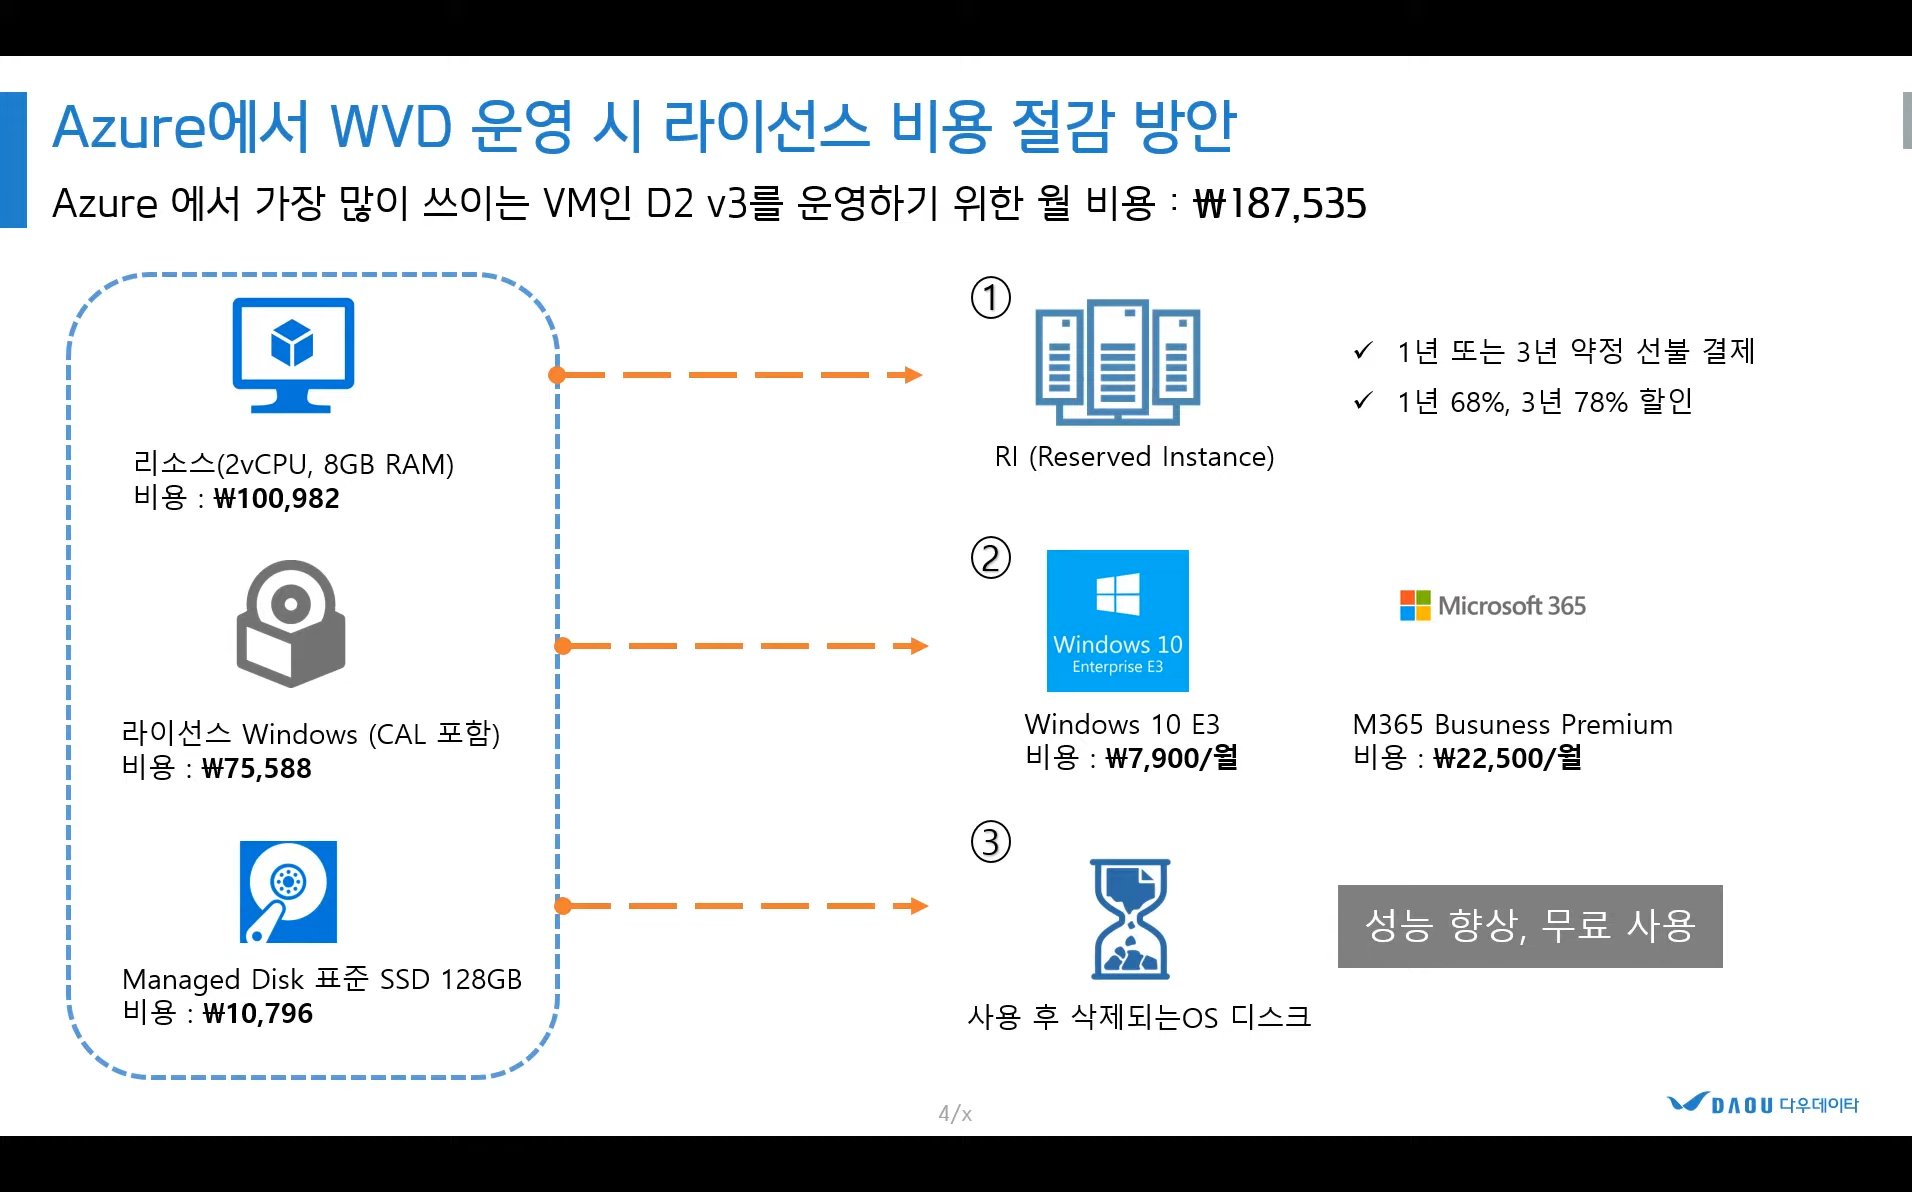 Azure에서 WVD 운영 시 라이선스 비용 절감 방안
Azure 에서 가장 많이 쓰이는 VM인 D2 v3를 운영하기 위한 월 비용 : ₩187,535
리소스(2vCPU, 8GB RAM)
비용 : ₩100,982
라이선스 Windows (CAL 포함)
비용 : ₩75,588
Managed Disk 표준 SSD 128GB
비용 : ₩10,796
①
RI (Reserved Instance)
✓ 1년 또는 3년 약정 선불 결제
✓ 1년 68%, 3년 78% 할인
②
Windows 10
Enterprise E3
Windows 10 E3
비용 : ₩7,900/월
Microsoft 365
M365 Busuness Premium
비용 : ₩22,500/월
③
사용 후 삭제되는OS 디스크
성능 향상, 무료 사용
4/x
DAOU 다우데이타